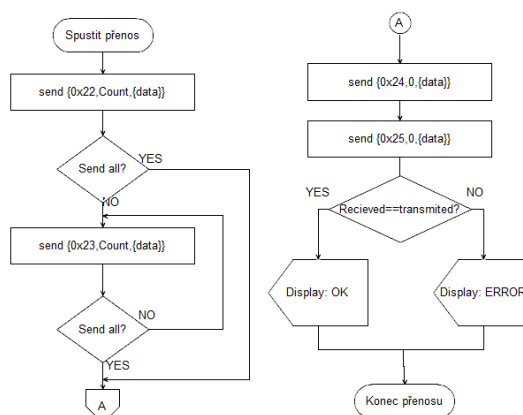 Spustit přenos
send {0x22,Count,{data}}
Send all?
YES
NO
send {0x23,Count,{data}}
Send all?
NO
YES
A
A
send {0x24,0,{data}}
send {0x25,0,{data}}
YES
NO
Recieved==transmited?
Display: OK
Display: ERROR
Konec přenosu